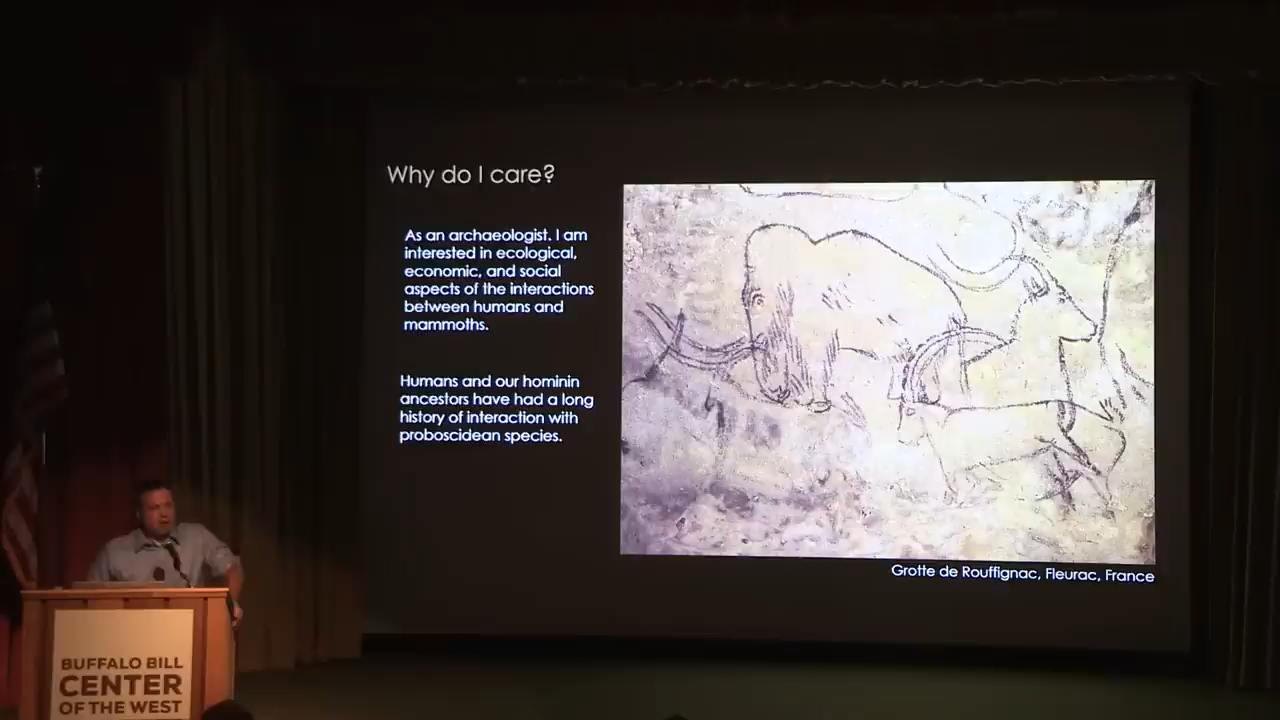 Why do I care?
As an archaeologist. I am
interested in ecological,
economic, and social
aspects of the interactions
between humans and
mammoths.
Humans and our hominin
ancestors have had a long
history of interaction with
proboscidean species.
Grotte de Rouffignac, Fleurac, France
BUFFALO BILL
CENTER
OF THE WEST